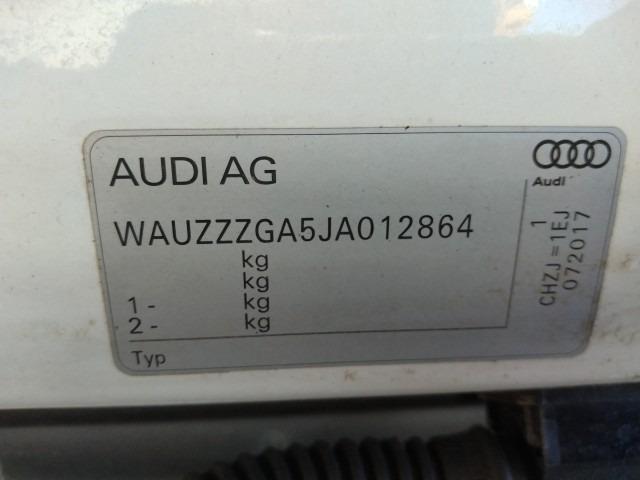 AUDI AG
Audi
WAUZZZGA5JA012864
kg
kg
1 - kg
2 - kg
Typ
1
CHZJ = 1EJ
072017